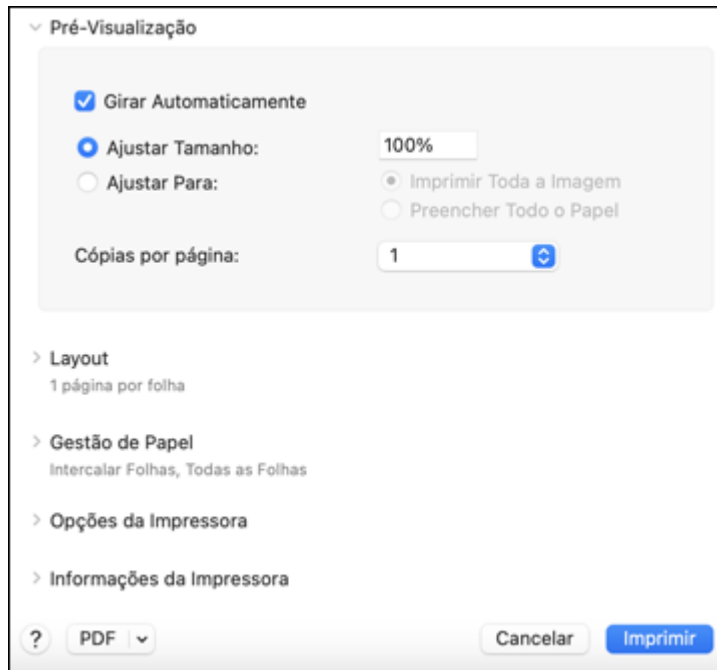 Pré-Visualização
Girar Automaticamente
Ajustar Tamanho: 100%
Ajustar Para: Imprimir Toda a Imagem
Preencher Todo o Papel
Cópias por página: 1
Layout
1 página por folha
Gestão de Papel
Intercalar Folhas, Todas as Folhas
Opções da Impressora
Informações da Impressora
? PDF Cancelar Imprimir